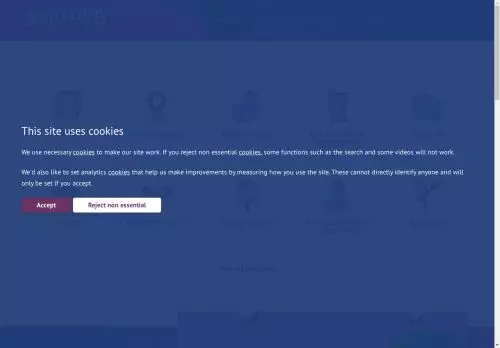 This site uses cookies
We use necessary cookies to make our site work. If you reject non essential cookies, some functions such as the search and some videos will not work.
We'd also like to set analytics cookies that help us make improvements by measuring how you use the site. These cannot directly identify anyone and will
only be set if you accept.
Accept Reject non essential